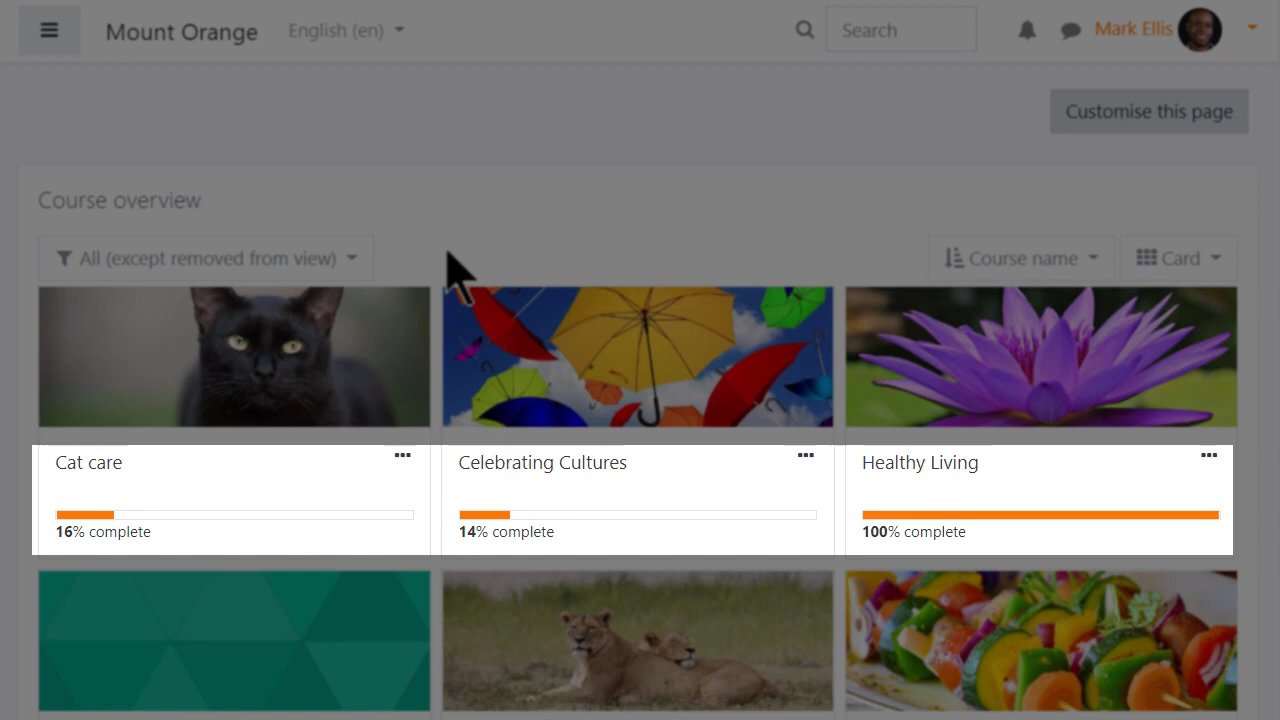 Mount Orange English (en) Search Mark Ellis
Customise this page
Course overview
All (except removed from view) Course name Card
Cat care Celebrating Cultures Healthy Living
16% complete 14% complete 100% complete